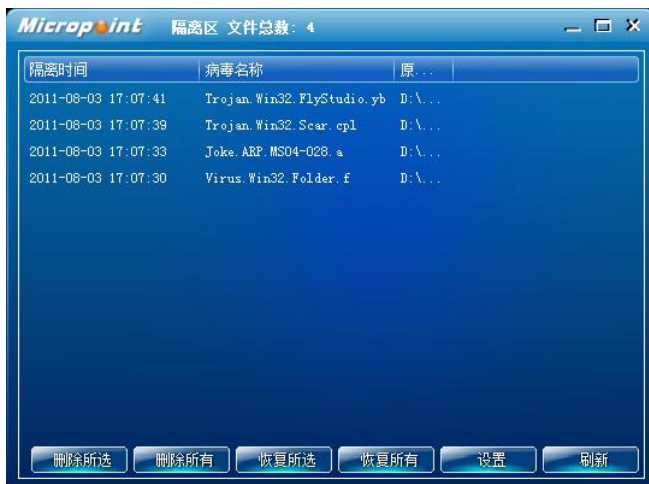 Micropoint 隔离区 文件总数: 4
隔离时间 病毒名称 原...
2011-08-03 17:07:41 Trojan.Win32.FlyStudio.yb D:\...
2011-08-03 17:07:39 Trojan.Win32.Scar.cpl D:\...
2011-08-03 17:07:33 Joke.ARP.MS04-028.a D:\...
2011-08-03 17:07:30 Virus.Win32.Folder.f D:\...
删除所选 删除所有 恢复所选 恢复所有 设置 刷新